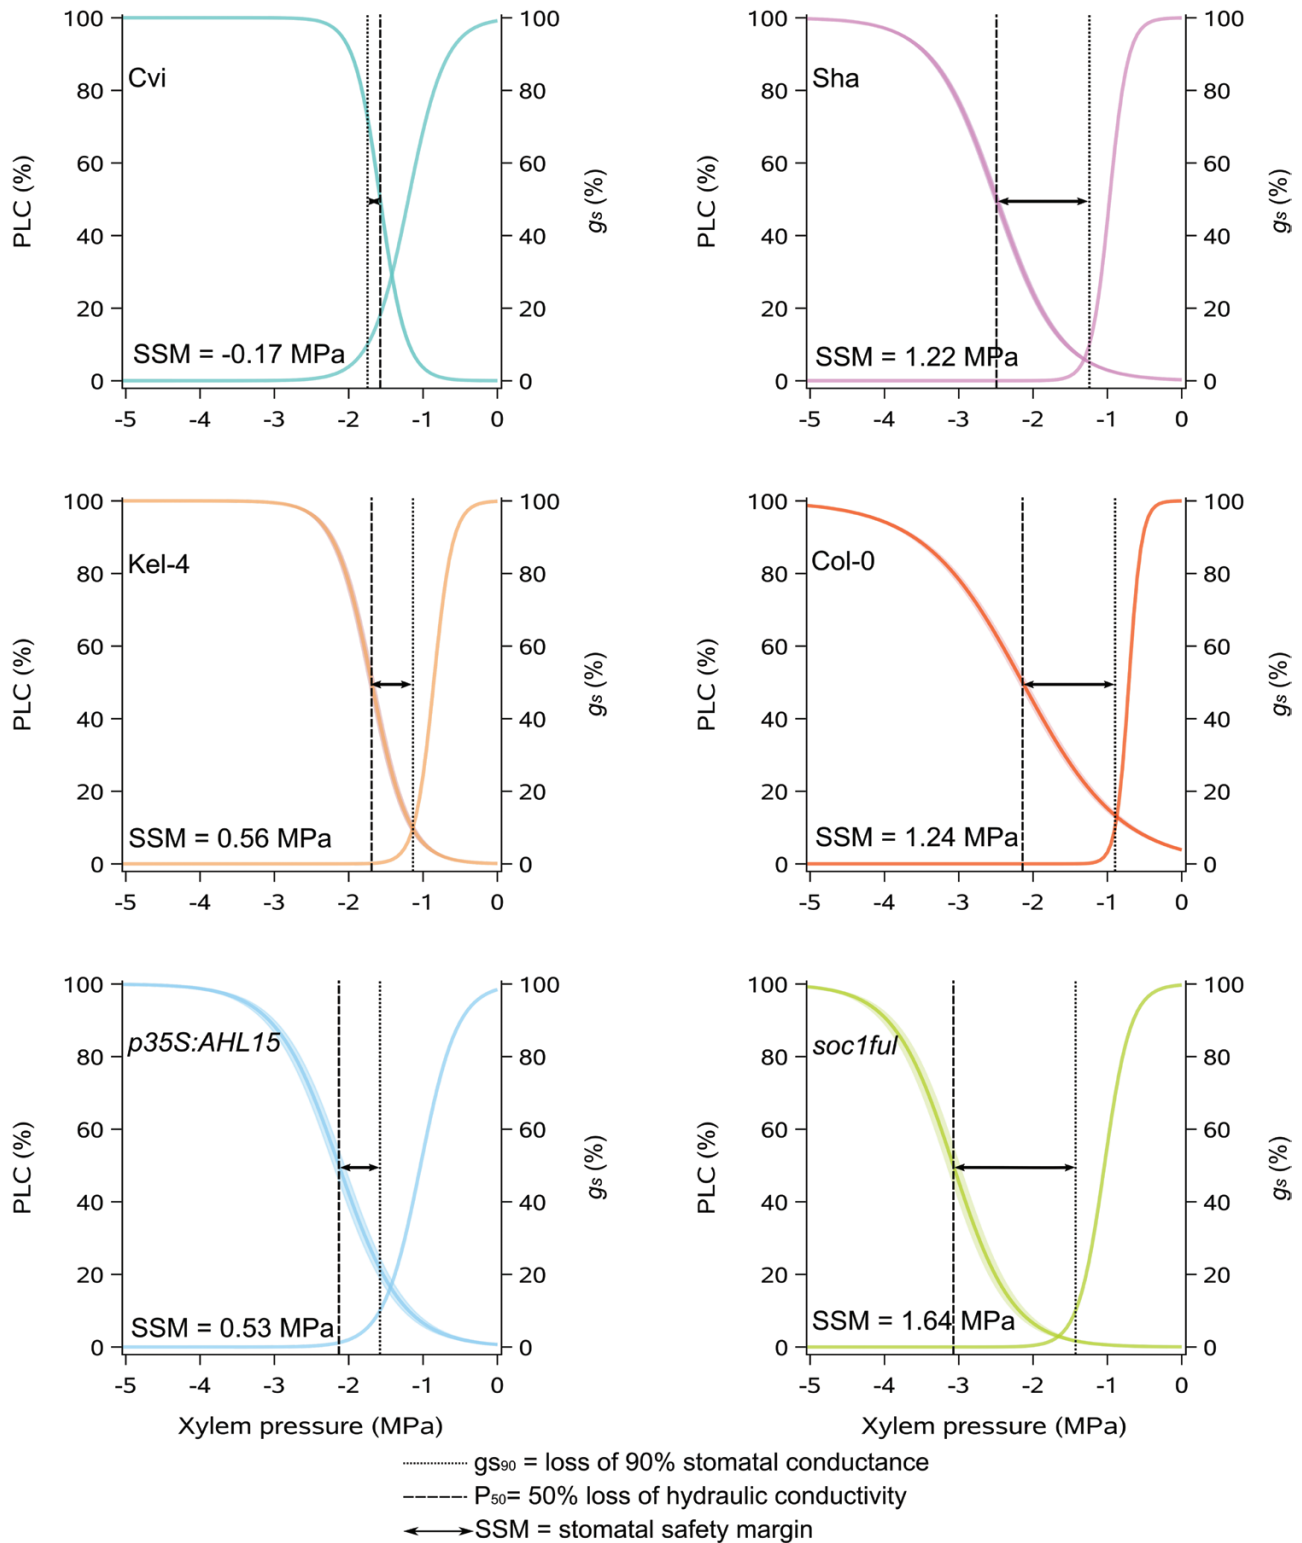 100
80
60
40
20
0
PLC (%)
Cvi
SSM = -0.17 MPa
100
80
60
40
20
0
gs (%)
-5 -4 -3 -2 -1 0
100
80
60
40
20
0
PLC (%)
Sha
SSM = 1.22 MPa
100
80
60
40
20
0
gs (%)
-5 -4 -3 -2 -1 0
100
80
60
40
20
0
PLC (%)
Kel-4
SSM = 0.56 MPa
100
80
60
40
20
0
gs (%)
-5 -4 -3 -2 -1 0
100
80
60
40
20
0
PLC (%)
Col-0
SSM = 1.24 MPa
100
80
60
40
20
0
gs (%)
-5 -4 -3 -2 -1 0
100
80
60
40
20
0
PLC (%)
p35S:AHL15
SSM = 0.53 MPa
100
80
60
40
20
0
gs (%)
-5 -4 -3 -2 -1 0
Xylem pressure (MPa)
100
80
60
40
20
0
PLC (%)
soc1ful
SSM = 1.64 MPa
100
80
60
40
20
0
gs (%)
-5 -4 -3 -2 -1 0
Xylem pressure (MPa)
gs90 = loss of 90% stomatal conductance
P50= 50% loss of hydraulic conductivity
SSM = stomatal safety margin